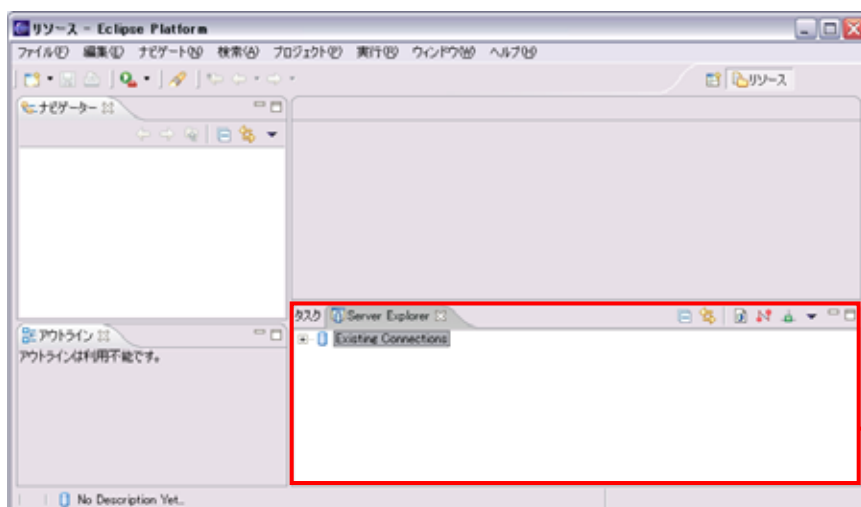 リソース - Eclipse Platform
ファイル(F) 編集(E) ナビゲート(N) 検索(A) プロジェクト(P) 実行(R) ウィンドウ(W) ヘルプ(H)
リソース
ナビゲーター
タスク Server Explorer
Existing Connections
アウトライン
アウトラインは利用不能です。
No Description Yet..